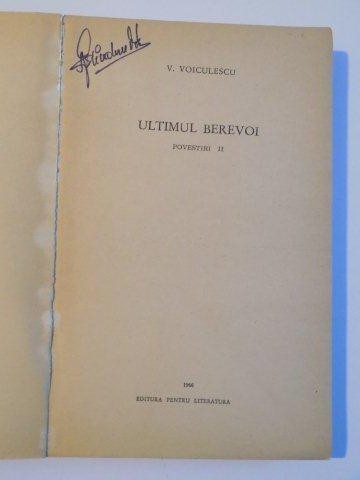 V. VOICULESCU
ULTIMUL BEREVOI
POVESTIRI II
1966
EDITURA PENTRU LITERATURA